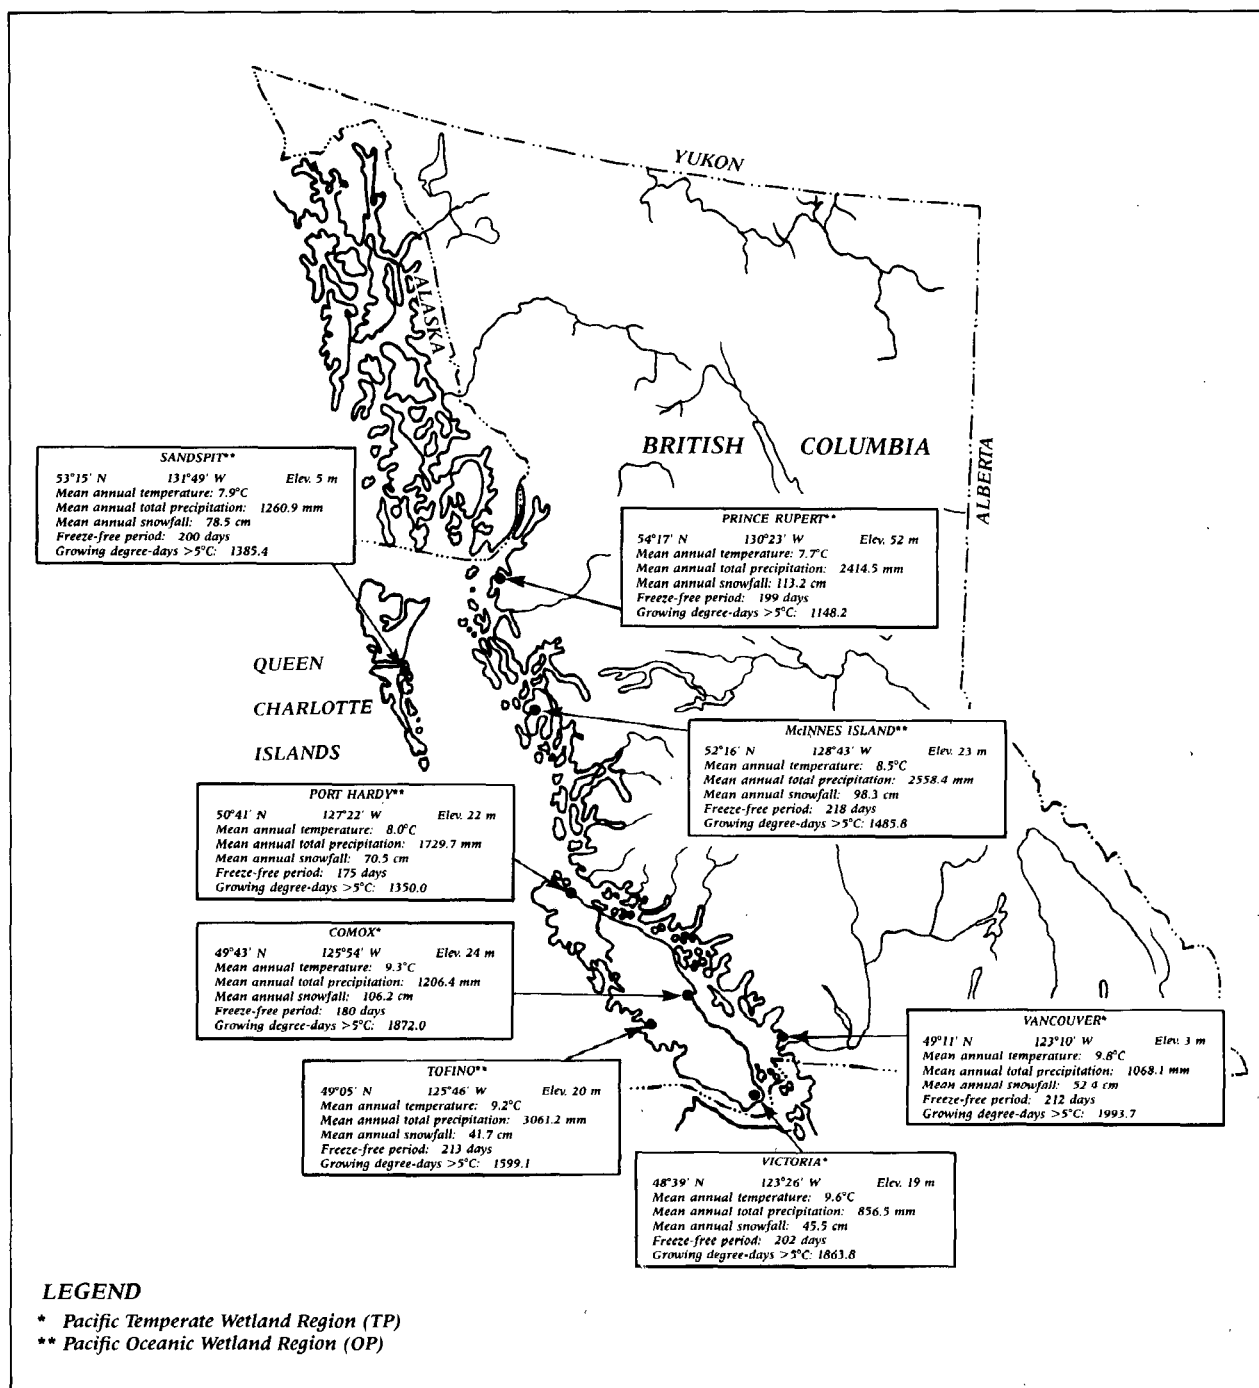 YUKON
ALASKA
BRITISH COLUMBIA
ALBERTA
SANDSPIT**
53°15' N 131°49' W Elev. 5 m
Mean annual temperature: 7.9°C
Mean annual total precipitation: 1260.9 mm
Mean annual snowfall: 78.5 cm
Freeze-free period: 200 days
Growing degree-days >5°C: 1385.4
PRINCE RUPERT**
54°17' N 130°23' W Elev. 52 m
Mean annual temperature: 7.7°C
Mean annual total precipitation: 2414.5 mm
Mean annual snowfall: 113.2 cm
Freeze-free period: 199 days
Growing degree-days >5°C: 1148.2
QUEEN
CHARLOTTE
ISLANDS
McINNES ISLAND**
52°16' N 128°43' W Elev. 23 m
Mean annual temperature: 8.5°C
Mean annual total precipitation: 2558.4 mm
Mean annual snowfall: 98.3 cm
Freeze-free period: 218 days
Growing degree-days >5°C: 1485.8
PORT HARDY**
50°41' N 127°22' W Elev. 22 m
Mean annual temperature: 8.0°C
Mean annual total precipitation: 1729.7 mm
Mean annual snowfall: 70.5 cm
Freeze-free period: 175 days
Growing degree-days >5°C: 1350.0
COMOX*
49°43' N 125°54' W Elev. 24 m
Mean annual temperature: 9.3°C
Mean annual total precipitation: 1206.4 mm
Mean annual snowfall: 106.2 cm
Freeze-free period: 180 days
Growing degree-days >5°C: 1872.0
VANCOUVER*
49°11' N 123°10' W Elev. 3 m
Mean annual temperature: 9.8°C
Mean annual total precipitation: 1068.1 mm
Mean annual snowfall: 52.4 cm
Freeze-free period: 212 days
Growing degree-days >5°C: 1993.7
TOFINO**
49°05' N 125°46' W Elev. 20 m
Mean annual temperature: 9.2°C
Mean annual total precipitation: 3061.2 mm
Mean annual snowfall: 41.7 cm
Freeze-free period: 213 days
Growing degree-days >5°C: 1599.1
VICTORIA*
48°39' N 123°26' W Elev. 19 m
Mean annual temperature: 9.6°C
Mean annual total precipitation: 856.5 mm
Mean annual snowfall: 45.5 cm
Freeze-free period: 202 days
Growing degree-days >5°C: 1863.8
LEGEND
* Pacific Temperate Wetland Region (TP)
** Pacific Oceanic Wetland Region (OP)